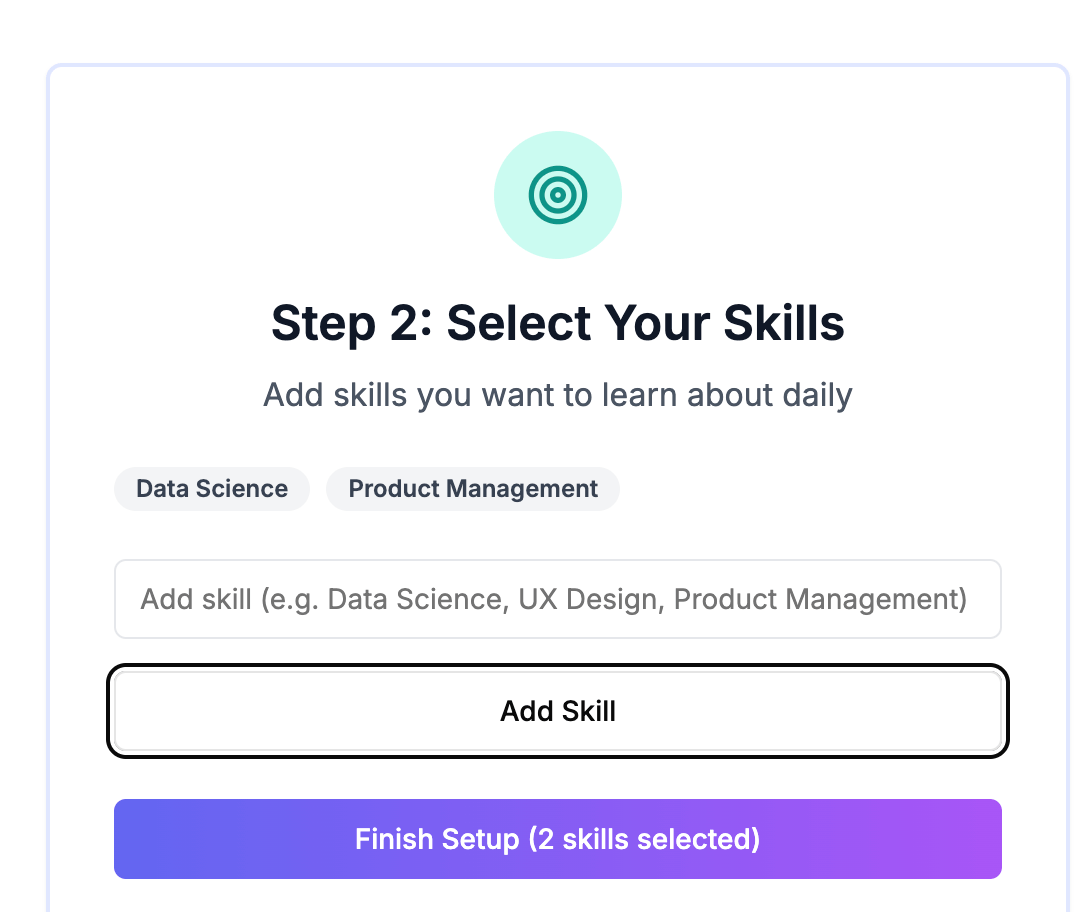 Step 2: Select Your Skills
Add skills you want to learn about daily
Data Science Product Management
Add skill (e.g. Data Science, UX Design, Product Management)
Add Skill
Finish Setup (2 skills selected)